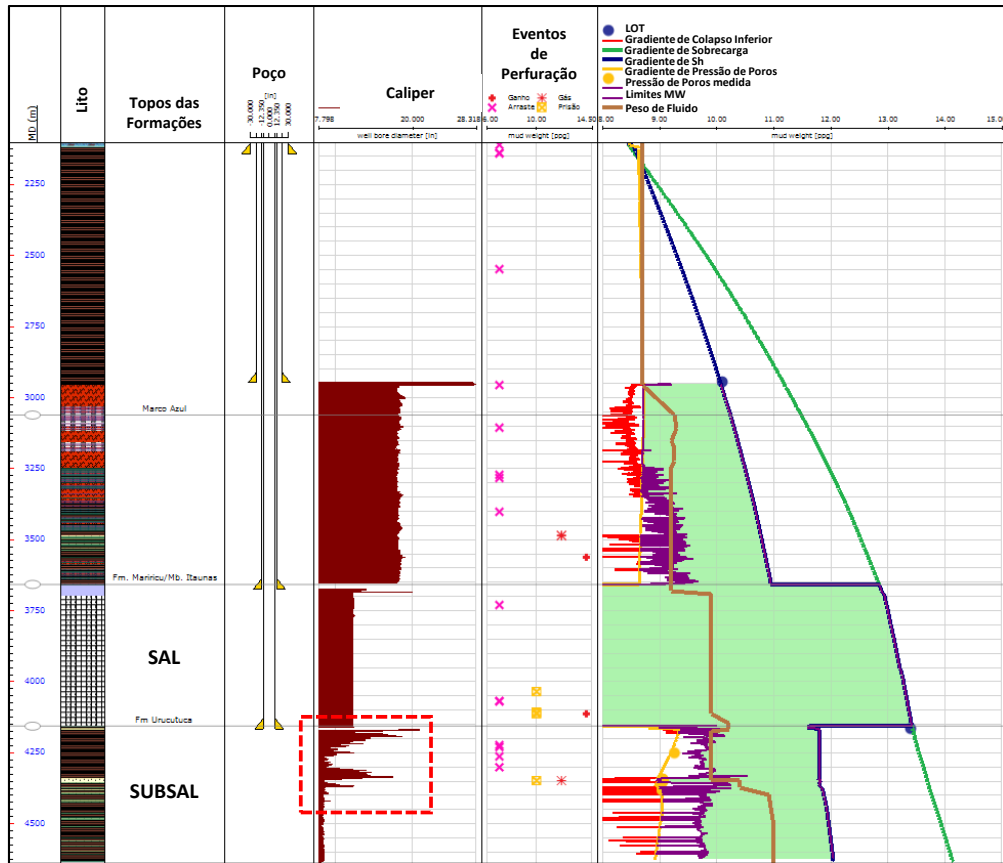 MD (m)
Lito
Topos das
Formações
Poço
[in]
-30.000
-12.350
0.000
12.350
30.000
Caliper
7.798
20.000
28.318
well bore diameter [in]
Eventos
de
Perfuração
Ganho
Gás
Arraste
Prisão
6.00
10.00
14.50
mud weight [ppg]
LOT
Gradiente de Colapso Inferior
Gradiente de Sobrecarga
Gradiente de Sh
Gradiente de Pressão de Poros
Pressão de Poros medida
Limites MW
Peso de Fluido
8.00
9.00
10.00
11.00
12.00
13.00
14.00
15.00
mud weight [ppg]
2250
2500
2750
3000
Marco Azul
3250
3500
Fm. Mariricu/Mb. Itaunas
3750
SAL
4000
Fm Urucutuca
4250
SUBSAL
4500